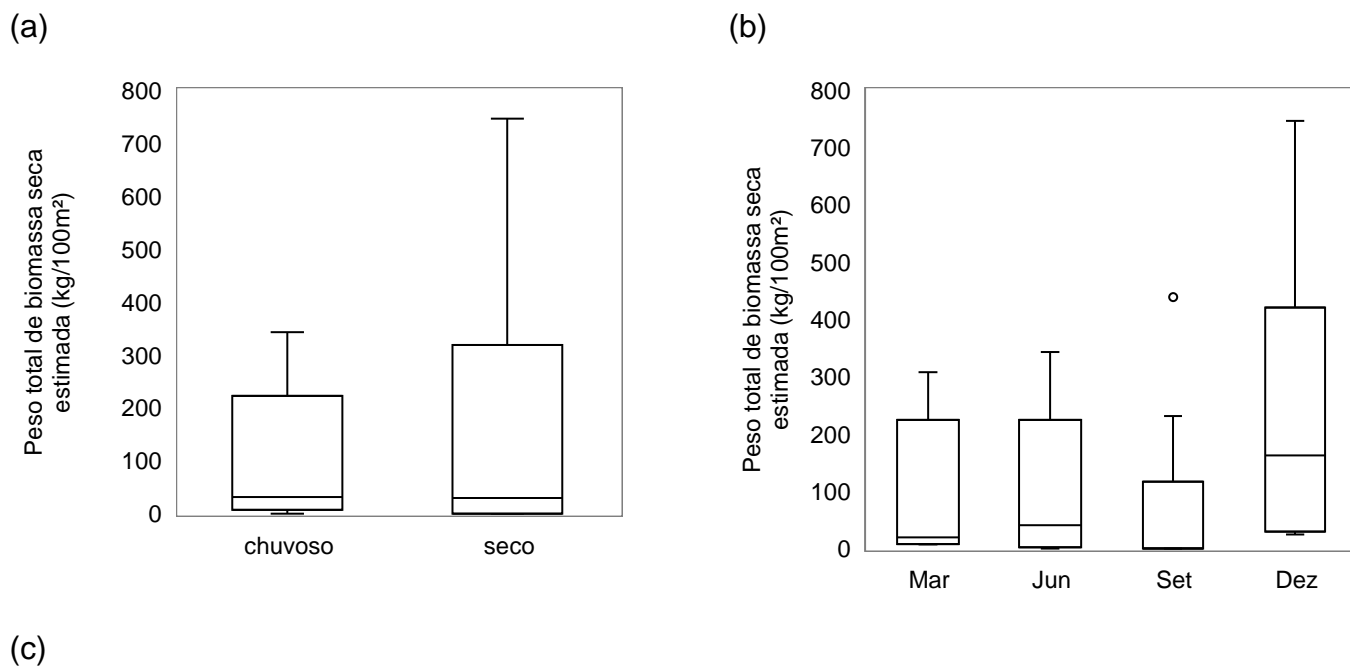 (a)
Peso total de biomassa seca
estimada (kg/100m²)
800
700
600
500
400
300
200
100
0
chuvoso seco
(b)
Peso total de biomassa seca
estimada (kg/100m²)
800
700
600
500
400
300
200
100
0
Mar Jun Set Dez
(c)